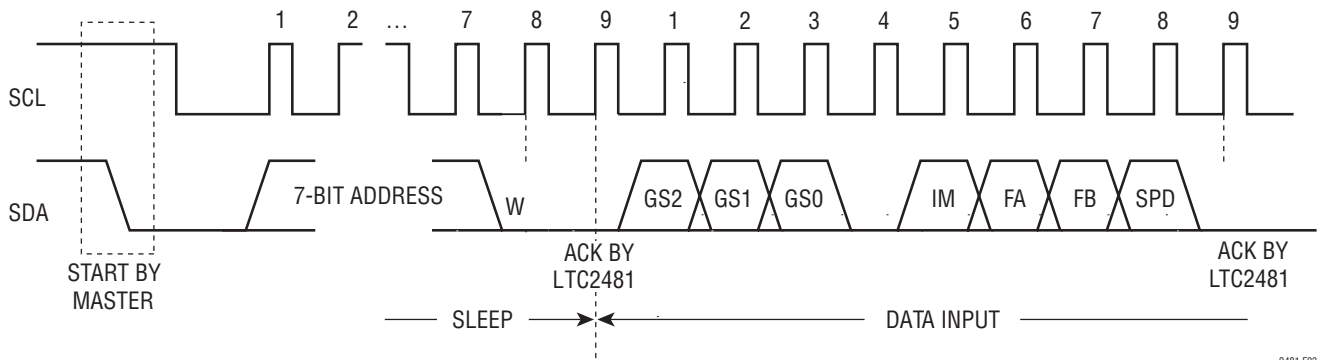 1 2 … 7 8 9 1 2 3 4 5 6 7 8 9
SCL
SDA
7-BIT ADDRESS
W
GS2 GS1 GS0 IM FA FB SPD
START BY
MASTER
ACK BY
LTC2481
ACK BY
LTC2481
SLEEP
DATA INPUT